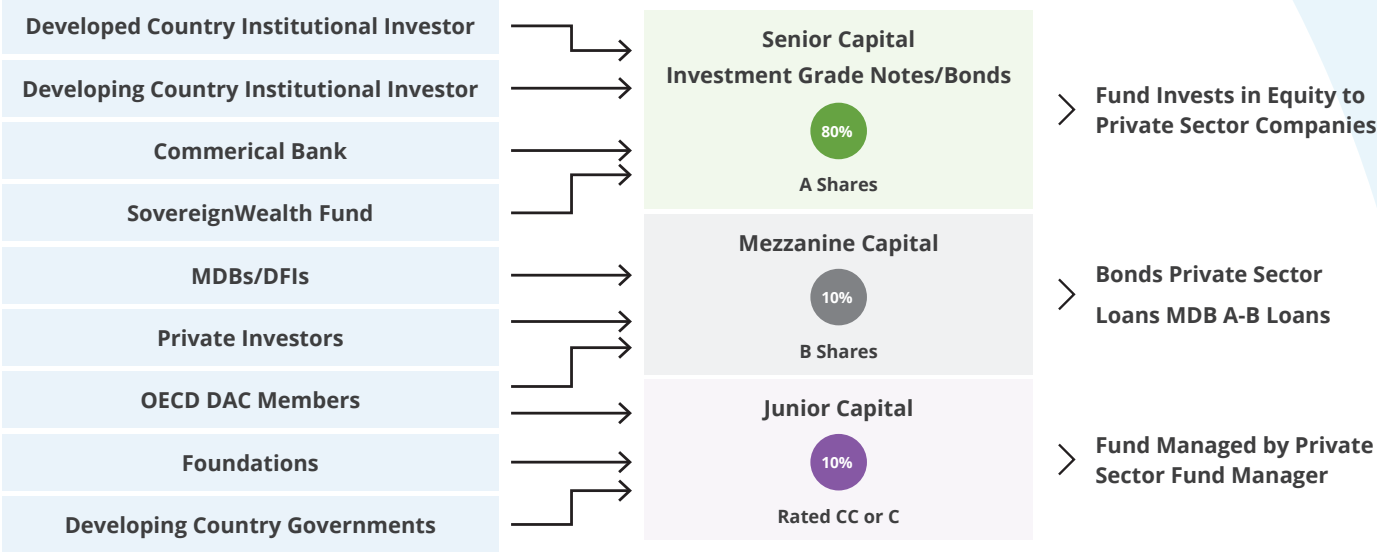 Developed Country Institutional Investor
Developing Country Institutional Investor
Commerical Bank
SovereignWealth Fund
MDBs/DFIs
Private Investors
OECD DAC Members
Foundations
Developing Country Governments
Senior Capital
Investment Grade Notes/Bonds
80%
A Shares
Mezzanine Capital
10%
B Shares
Junior Capital
10%
Rated CC or C
Fund Invests in Equity to
Private Sector Companies
Bonds Private Sector
Loans MDB A-B Loans
Fund Managed by Private
Sector Fund Manager